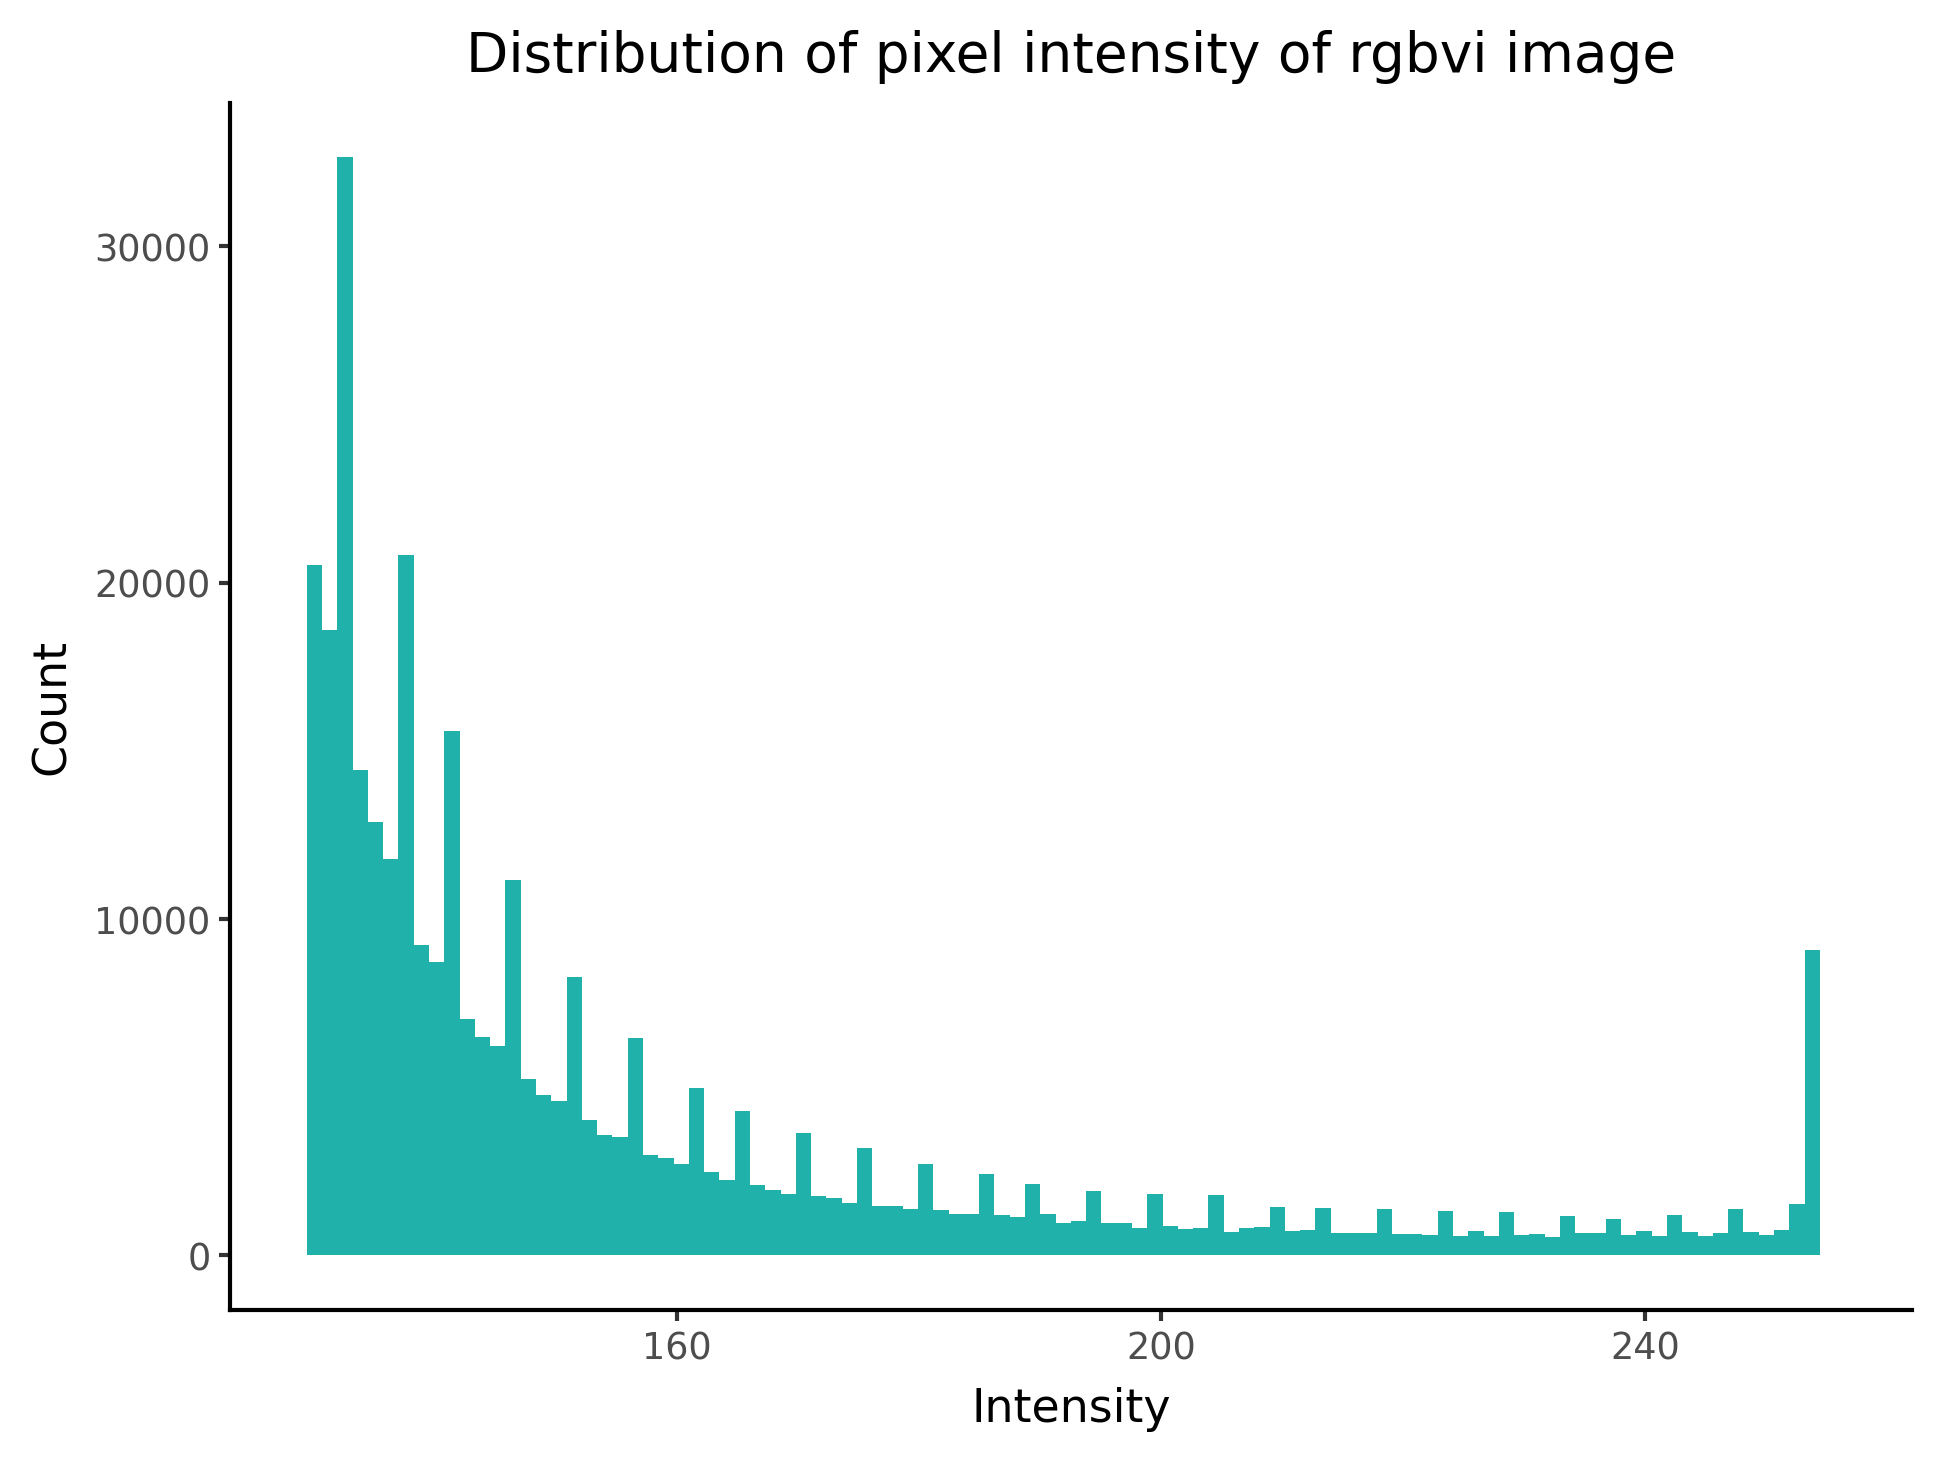 Distribution of pixel intensity of rgbvi image
30000
20000
10000
0
Count
160 200 240
Intensity